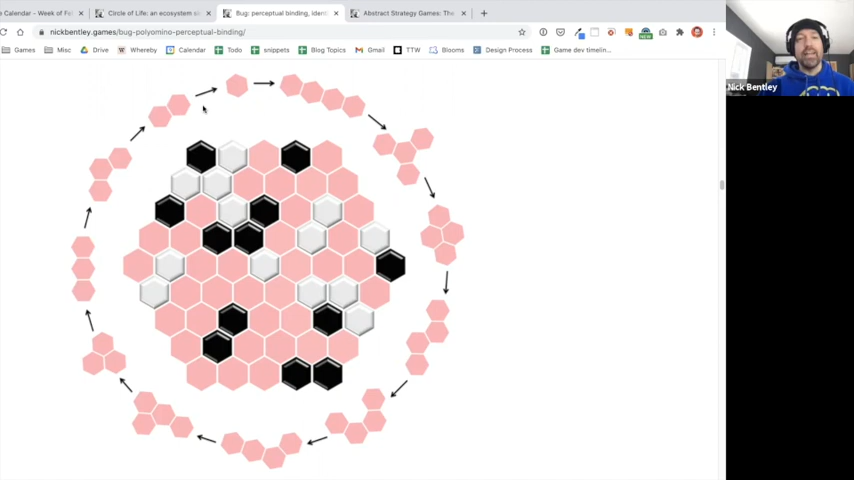 e Calendar - Week of Fe
Circle of Life: an ecosystem si
Bug: perceptual binding, ident
Abstract Strategy Games: The
nickbentley.games/bug-polyomino-perceptual-binding/
NEW
Games
Misc
Drive
Whereby
Calendar
Todo
snippets
Blog Topics
Gmail
TTW
Blooms
Design Process
Game dev timelin...
Nick Bentley